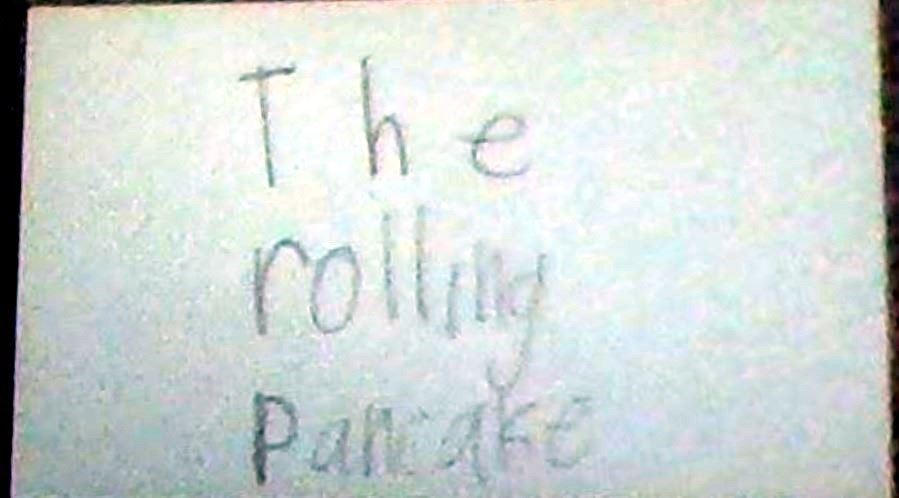 The
rolling
Pancake